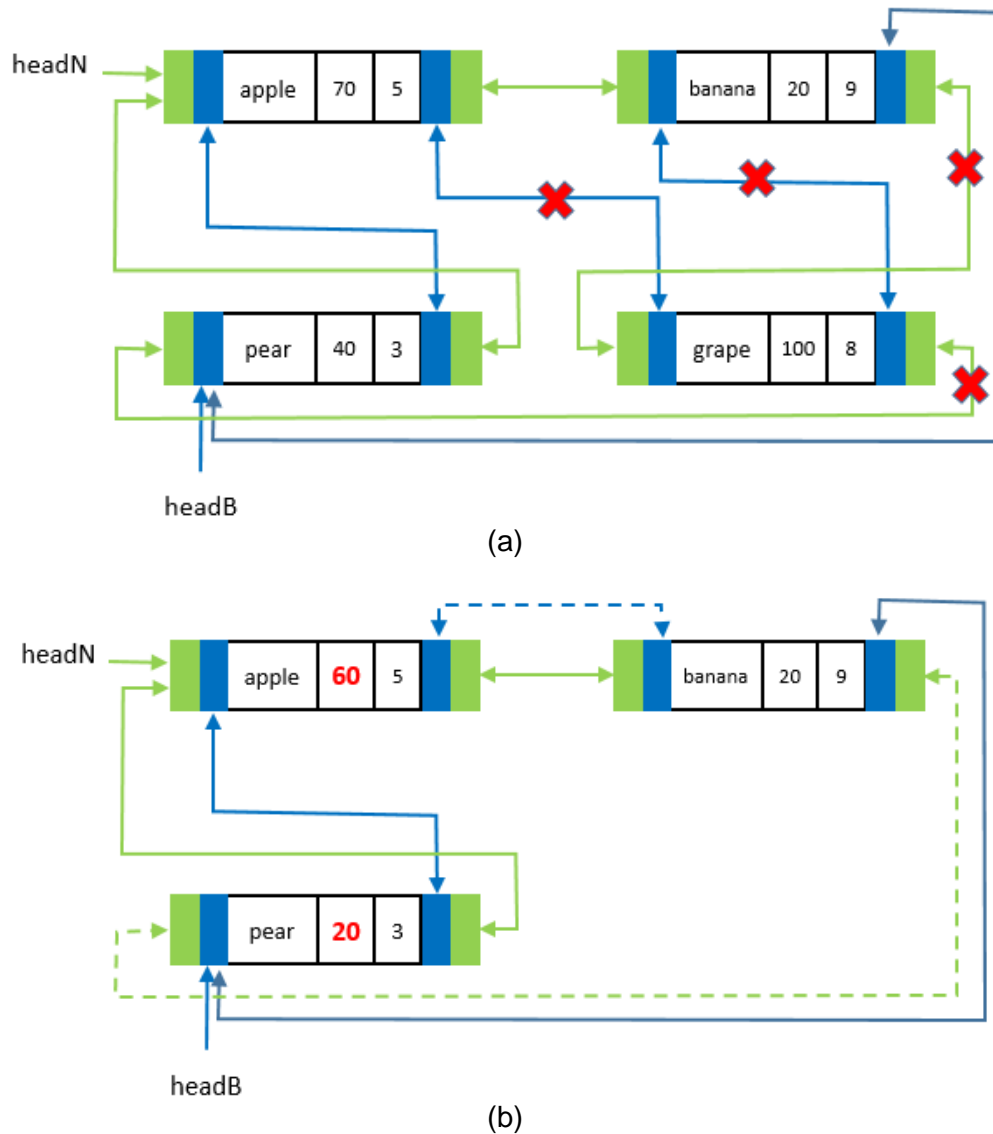 headN
apple 70 5
banana 20 9
pear 40 3
grape 100 8
headB
(a)
headN
apple 60 5
banana 20 9
pear 20 3
headB
(b)